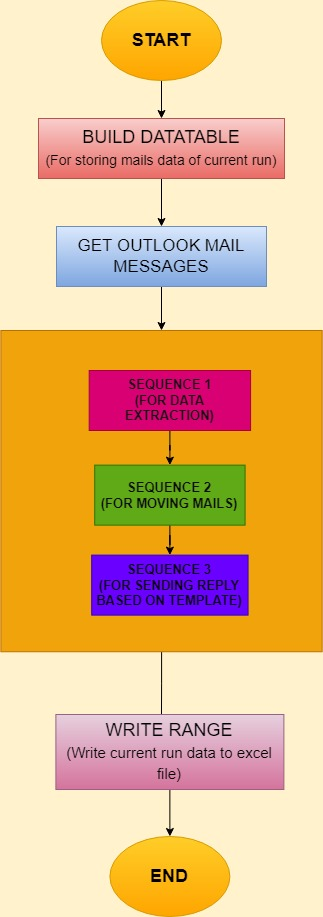 START
BUILD DATATABLE
(For storing mails data of current run)
GET OUTLOOK MAIL
MESSAGES
SEQUENCE 1
(FOR DATA
EXTRACTION)
SEQUENCE 2
(FOR MOVING MAILS)
SEQUENCE 3
(FOR SENDING REPLY
BASED ON TEMPLATE)
WRITE RANGE
(Write current run data to excel
file)
END